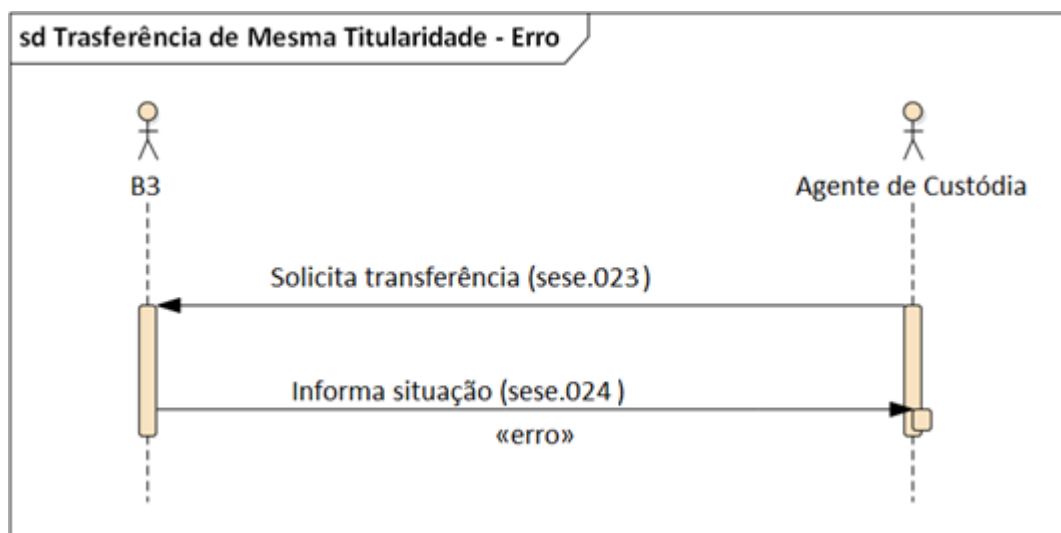 sd Trasferência de Mesma Titularidade - Erro
B3
Agente de Custódia
Solicita transferência (sese.023)
Informa situação (sese.024 )
«erro»